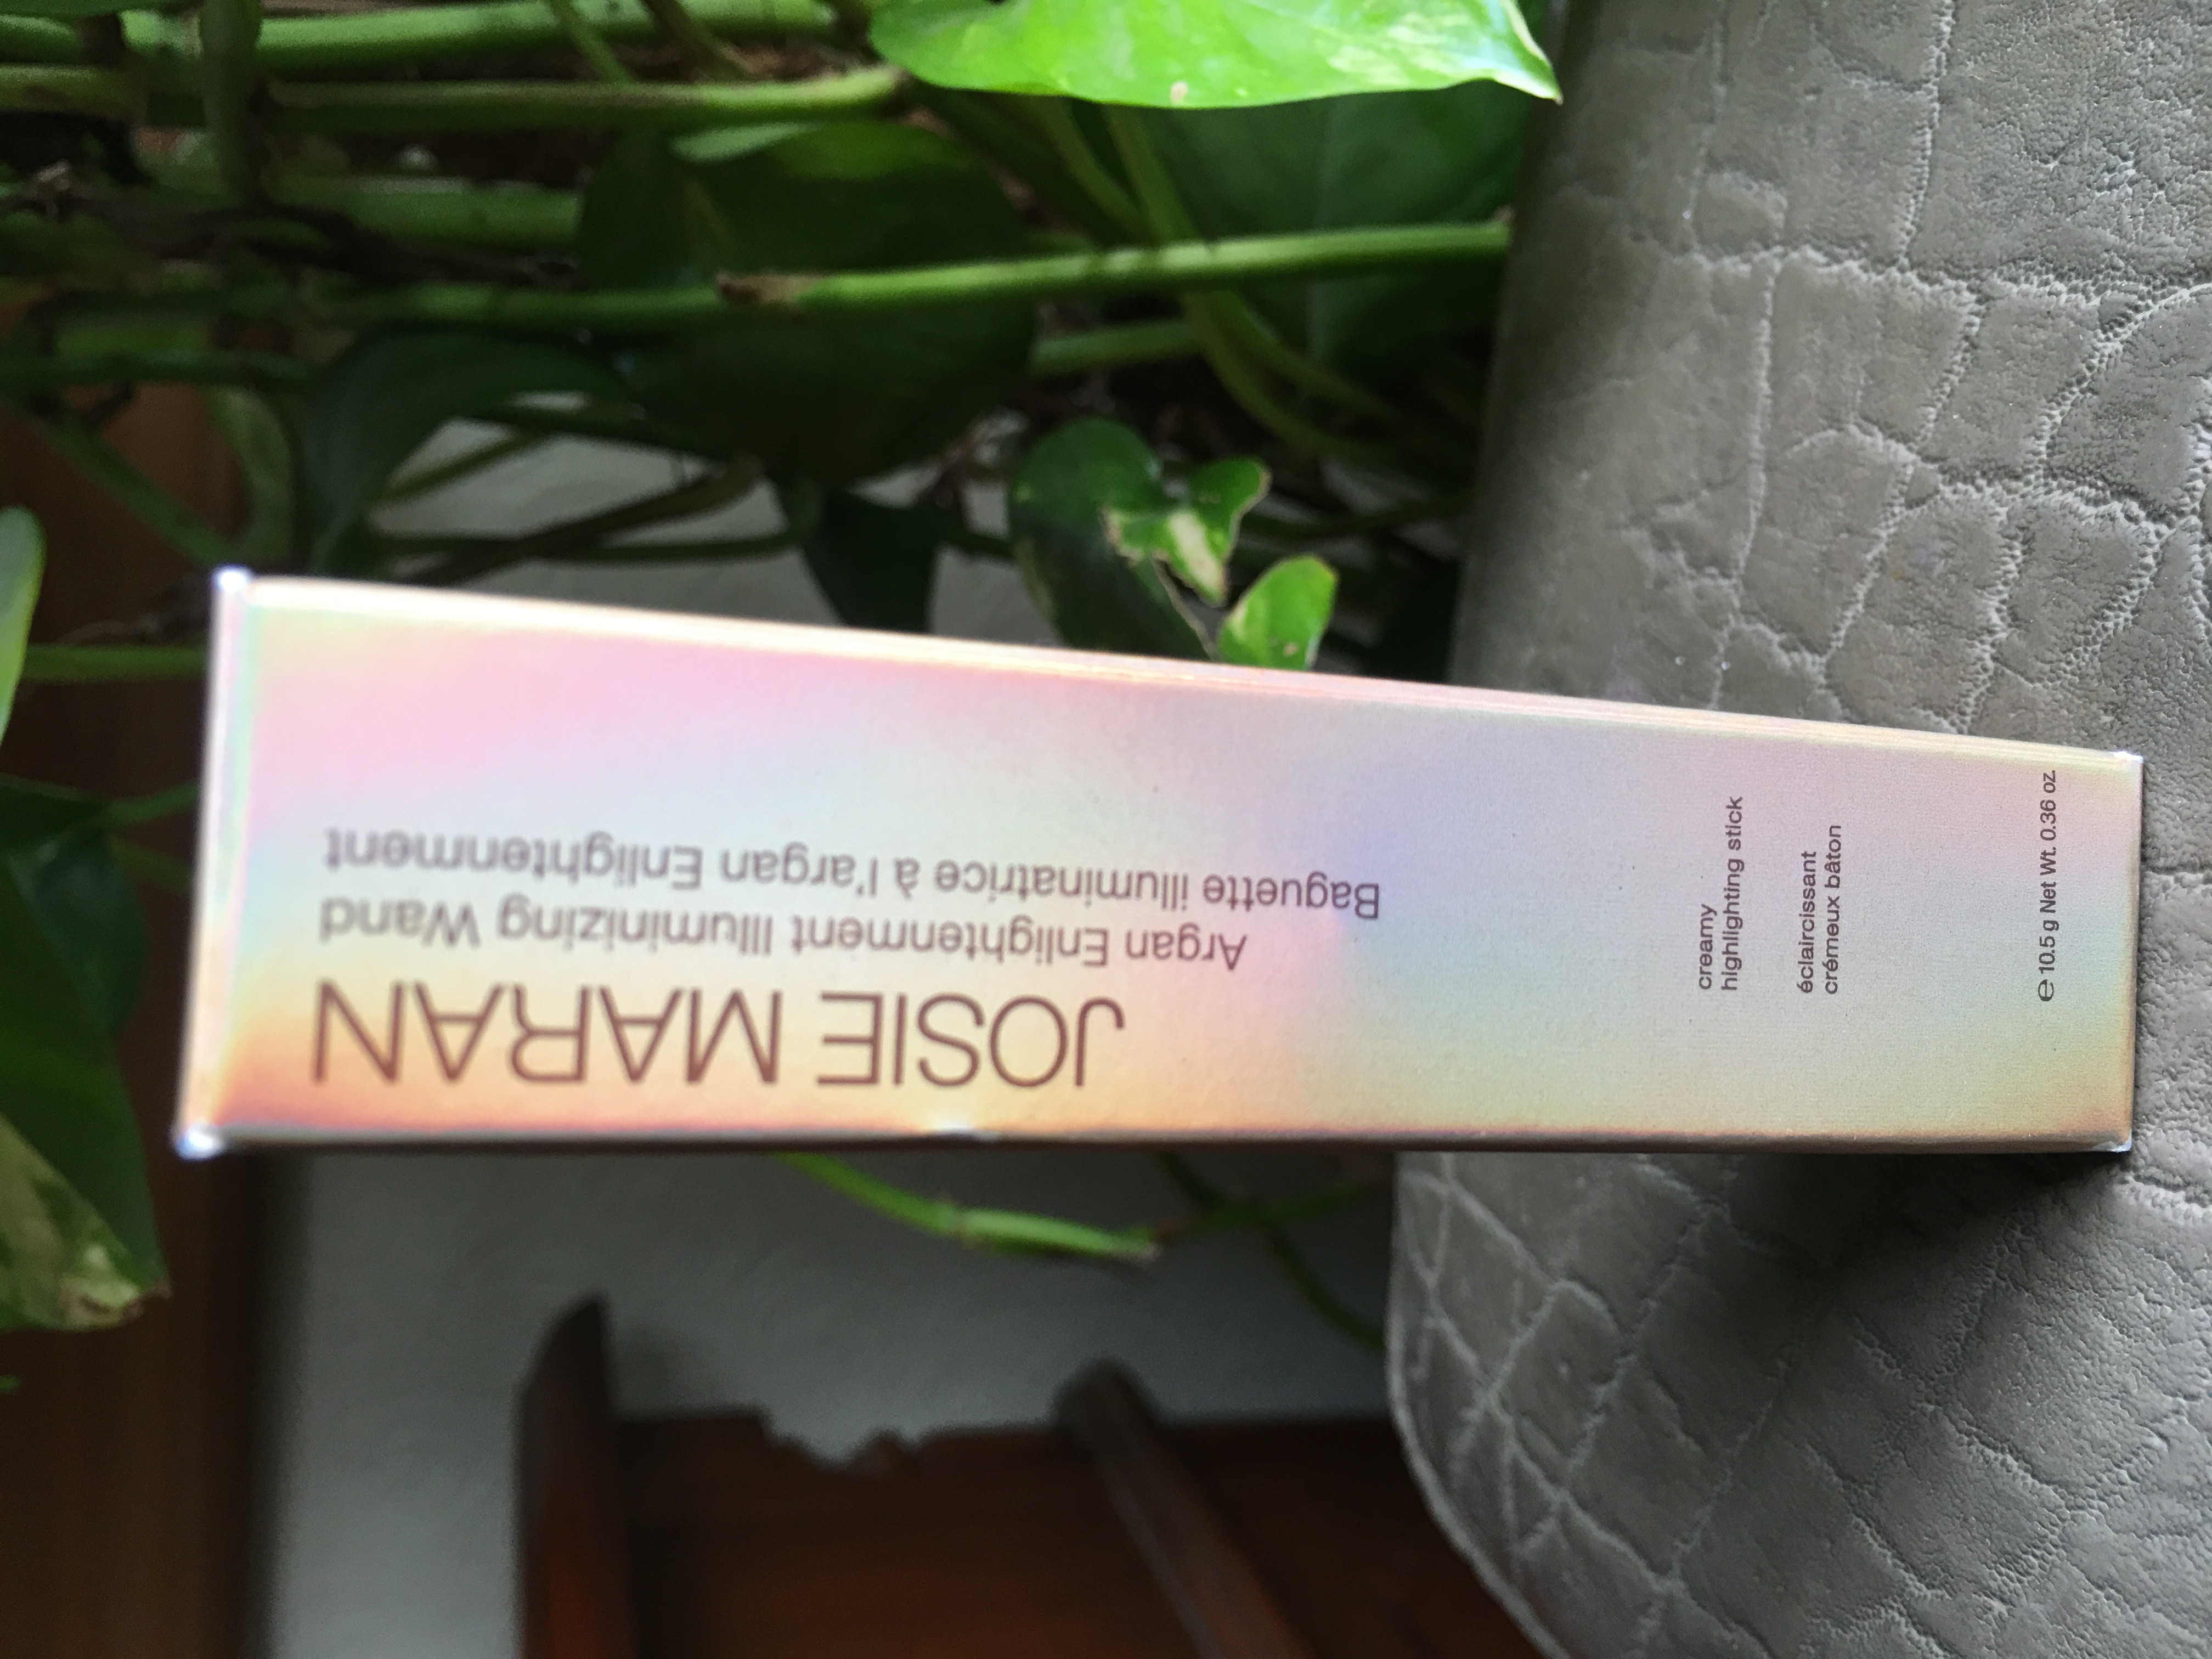 JOSIE MARAN
Argan Enlightenment Illuminizing Wand
Baguette illuminatrice à l'argan Enlightenment
creamy
highlighting stick
éclaircissant
crémeux bâton
℮ 10.5 g Net Wt. 0.36 oz